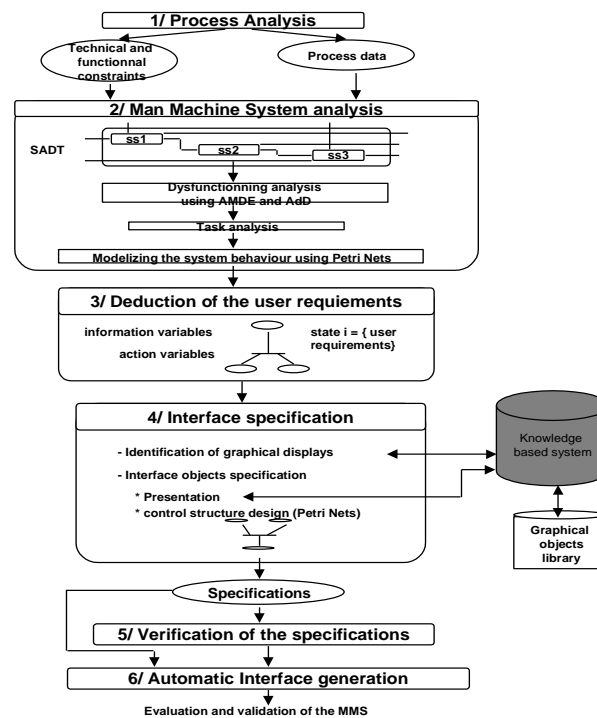 1/ Process Analysis
Technical and
functionnal
constraints
Process data
2/ Man Machine System analysis
SADT
ss1
ss2
ss3
Dysfunctionning analysis
using AMDE and AdD
Task analysis
Modelizing the system behaviour using Petri Nets
3/ Deduction of the user requiements
information variables
action variables
state i = { user
requirements}
4/ Interface specification
- Identification of graphical displays
- Interface objects specification
* Presentation
* control structure design (Petri Nets)
Knowledge
based system
Graphical
objects
library
Specifications
5/ Verification of the specifications
6/ Automatic Interface generation
Evaluation and validation of the MMS